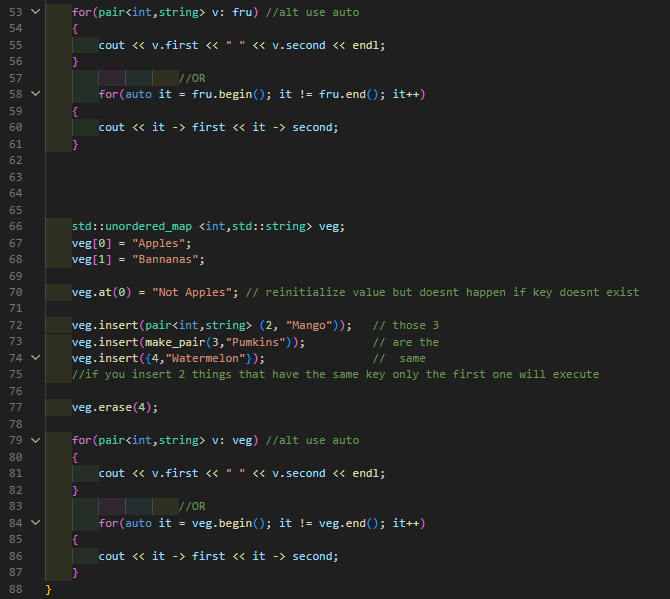 53 for(pair<int,string> v: fru) //alt use auto
54 {
55 cout << v.first << " " << v.second << endl;
56 }
57 //OR
58 for(auto it = fru.begin(); it != fru.end(); it++)
59 {
60 cout << it -> first << it -> second;
61 }
62
63
64
65
66 std::unordered_map <int,std::string> veg;
67 veg[0] = "Apples";
68 veg[1] = "Bannanas";
69
70 veg.at(0) = "Not Apples"; // reinitialize value but doesnt happen if key doesnt exist
71
72 veg.insert(pair<int,string> (2, "Mango")); // those 3
73 veg.insert(make_pair(3,"Pumkins")); // are the
74 veg.insert({4,"Watermelon"}); // same
75 //if you insert 2 things that have the same key only the first one will execute
76
77 veg.erase(4);
78
79 for(pair<int,string> v: veg) //alt use auto
80 {
81 cout << v.first << " " << v.second << endl;
82 }
83 //OR
84 for(auto it = veg.begin(); it != veg.end(); it++)
85 {
86 cout << it -> first << it -> second;
87 }
88 }